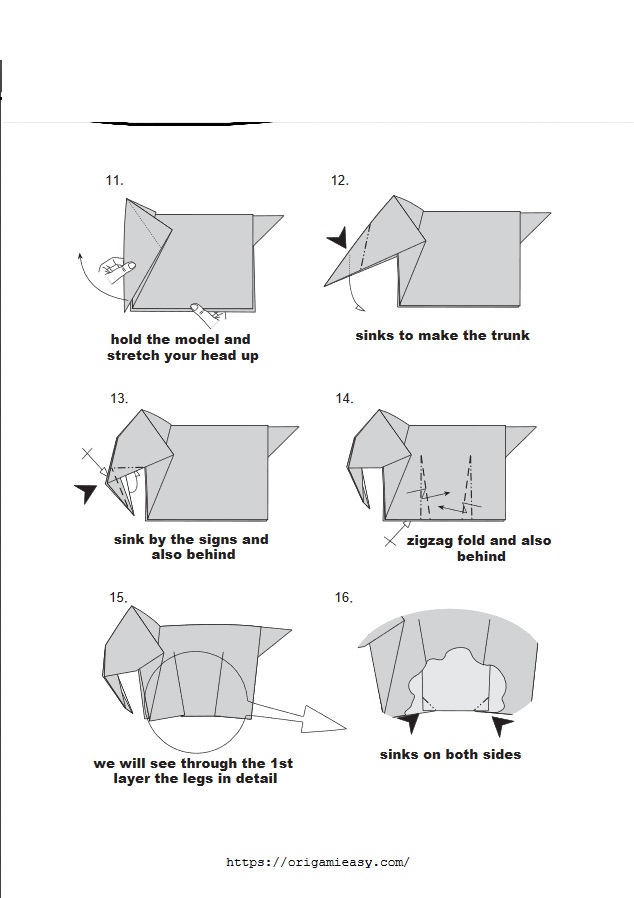 11.
12.
hold the model and
stretch your head up
sinks to make the trunk
13.
14.
sink by the signs and
also behind
zigzag fold and also
behind
15.
16.
we will see through the 1st
layer the legs in detail
sinks on both sides
https://origamieasy.com/